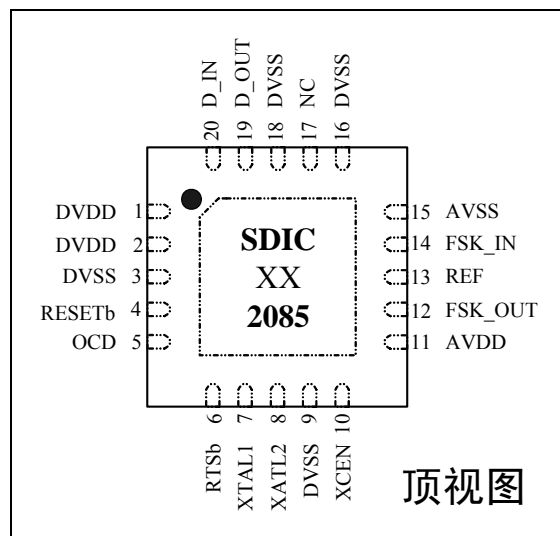 D_IN
D_OUT
DVSS
NC
DVSS
20
19
18
17
16
DVDD 1
DVDD 2
DVSS 3
RESETb 4
OCD 5
SDIC
XX
2085
15 AVSS
14 FSK_IN
13 REF
12 FSK_OUT
11 AVDD
6
7
8
9
10
RTSb
XTAL1
XATL2
DVSS
XCEN
顶视图